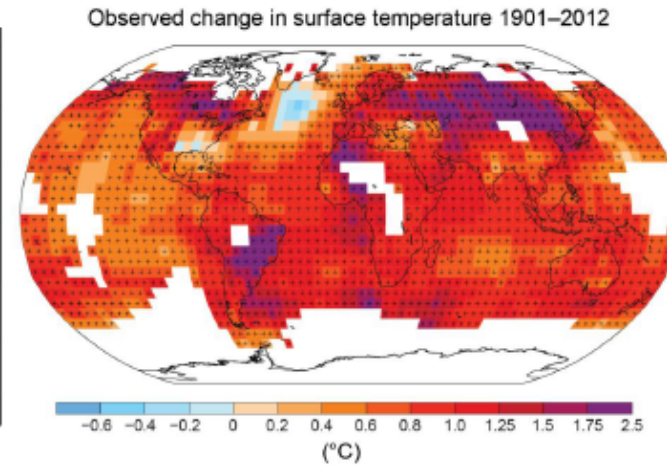 Observed change in surface temperature 1901–2012
−0.6 −0.4 −0.2 0 0.2 0.4 0.6 0.8 1.0 1.25 1.5 1.75 2.5
(°C)